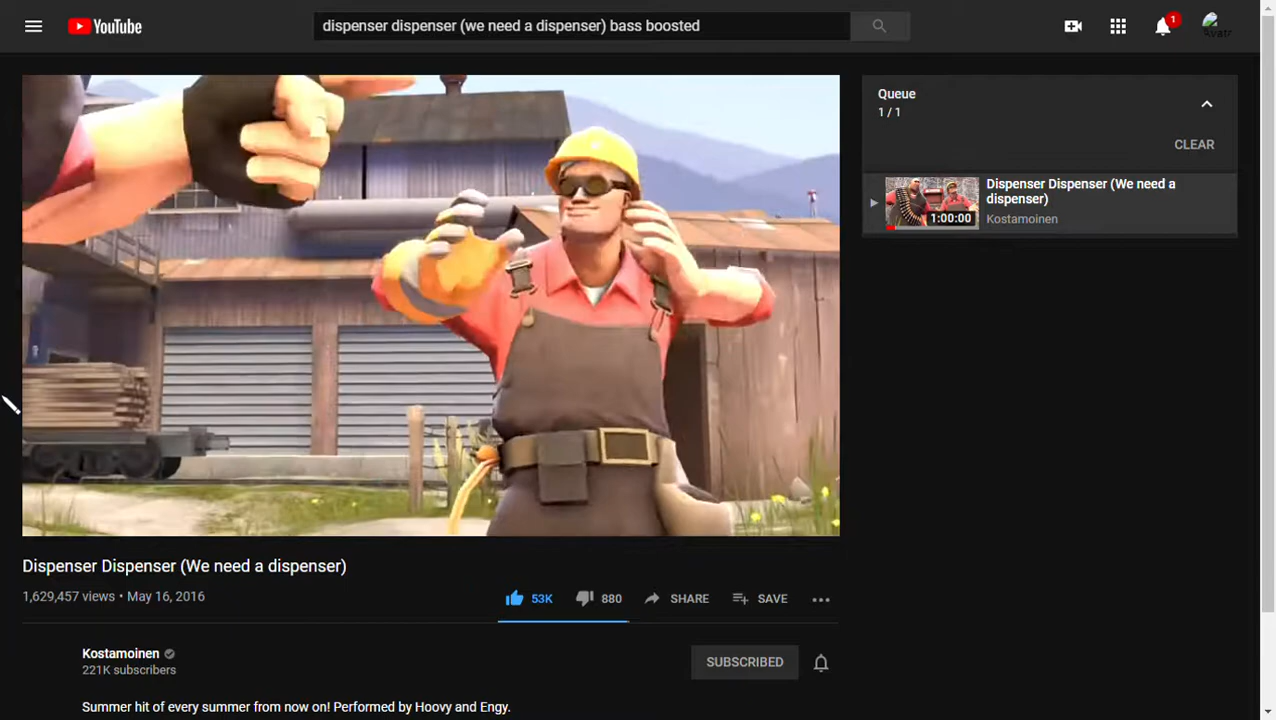 YouTube
dispenser dispenser (we need a dispenser) bass boosted
1
Avatar
Queue
1 / 1
CLEAR
1:00:00
Dispenser Dispenser (We need a
dispenser)
Kostamoinen
Dispenser Dispenser (We need a dispenser)
1,629,457 views • May 16, 2016
53K
880
SHARE
SAVE
Kostamoinen
221K subscribers
SUBSCRIBED
Summer hit of every summer from now on! Performed by Hoovy and Engy.